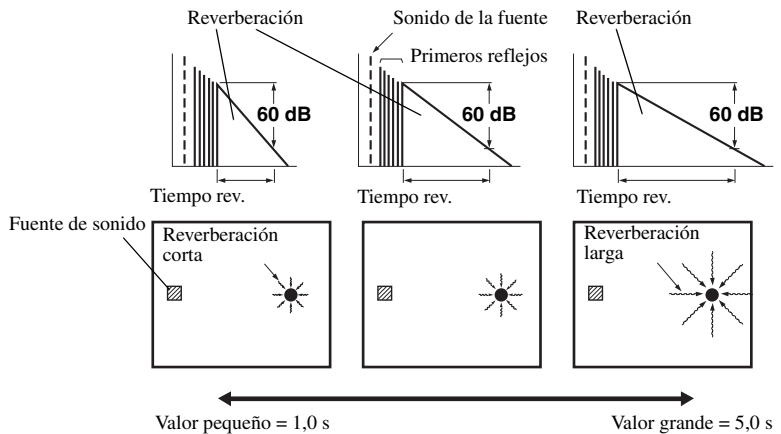 Reverberación
Sonido de la fuente
Reverberación
Primeros reflejos
60 dB
60 dB
60 dB
Tiempo rev.
Tiempo rev.
Tiempo rev.
Fuente de sonido
Reverberación
corta
Reverberación
larga
Valor pequeño = 1,0 s
Valor grande = 5,0 s